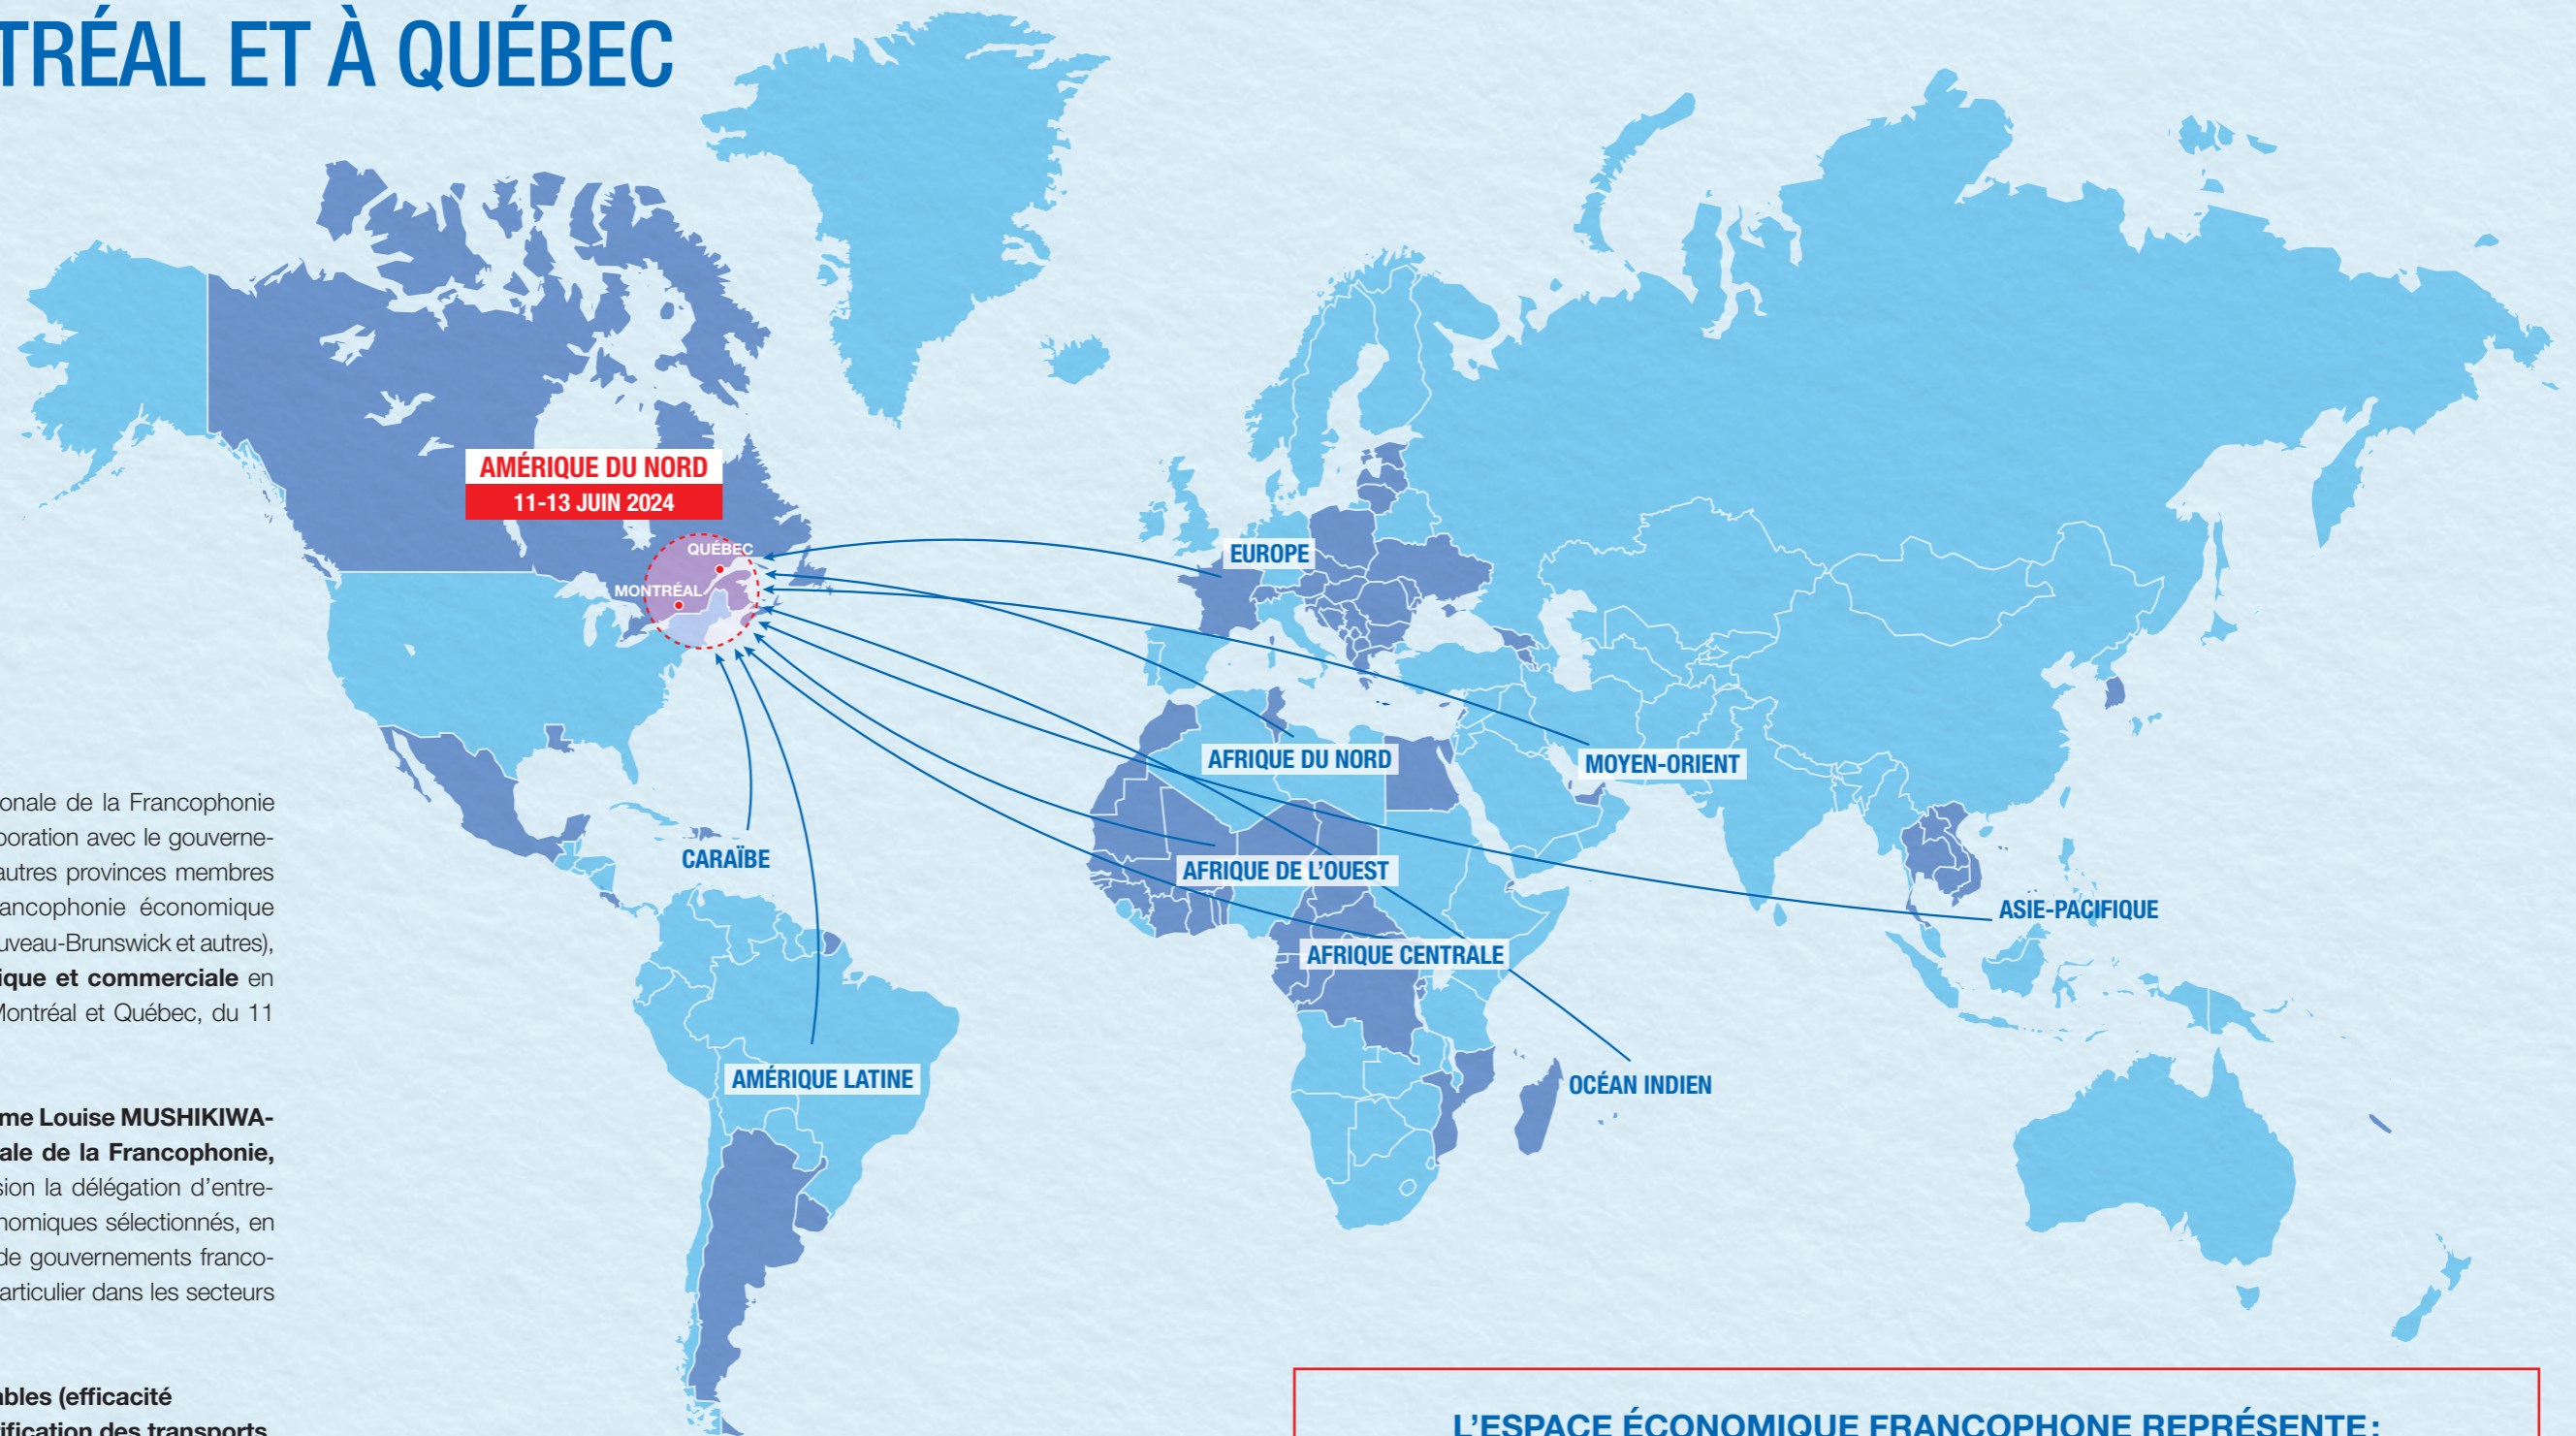 TRÉAL ET À QUÉBEC
AMÉRIQUE DU NORD
11-13 JUIN 2024
QUÉBEC
MONTRÉAL
EUROPE
AFRIQUE DU NORD
MOYEN-ORIENT
CARAÏBE
AFRIQUE DE L’OUEST
ASIE-PACIFIQUE
AFRIQUE CENTRALE
AMÉRIQUE LATINE
OCÉAN INDIEN
onale de la Francophonie
boration avec le gouverne-
autres provinces membres
rancophonie économique
uveau-Brunswick et autres),
ique et commerciale en
Montréal et Québec, du 11
me Louise MUSHIKIWA-
ale de la Francophonie,
sion la délégation d’entre-
nomiques sélectionnés, en
de gouvernements franco-
articulier dans les secteurs
ables (efficacité
rification des transports,
L’ESPACE ÉCONOMIQUE FRANCOPHONE REPRÉSENTE :